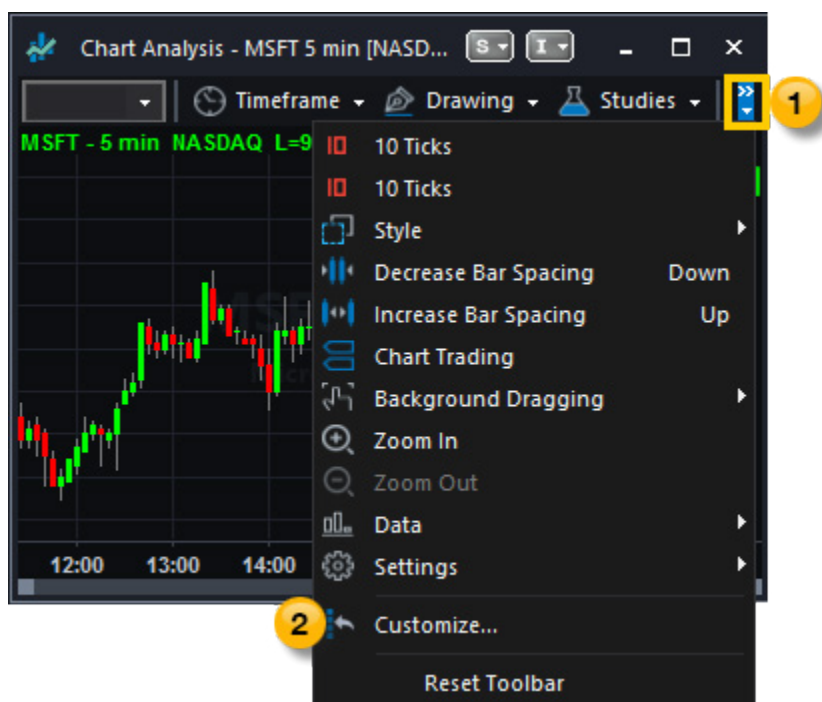 Chart Analysis - MSFT 5 min [NASD... S I
Timeframe Drawing Studies
1
MSFT - 5 min NASDAQ L=9
10 Ticks
10 Ticks
Style
Decrease Bar Spacing Down
Increase Bar Spacing Up
Chart Trading
Background Dragging
Zoom In
Zoom Out
Data
12:00 13:00 14:00
Settings
2
Customize...
Reset Toolbar